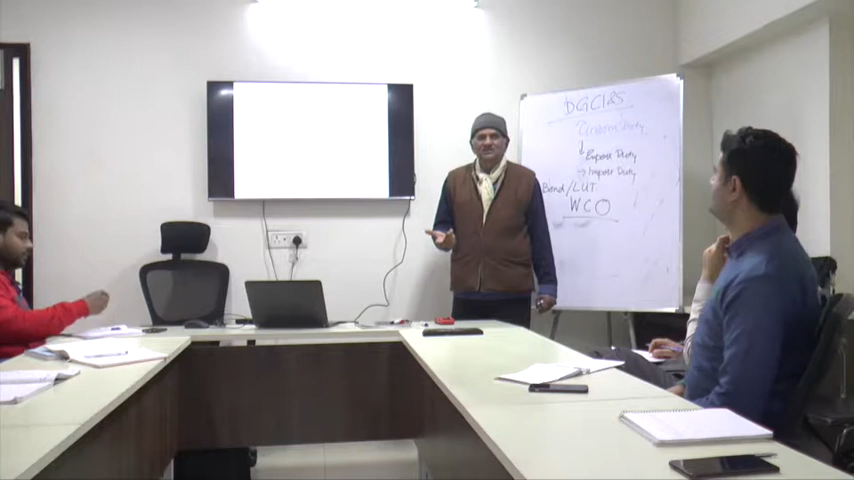 DGCI&S
Custom Duty
↓ Export Duty
→ Import Duty
Bond/LUT
WCO